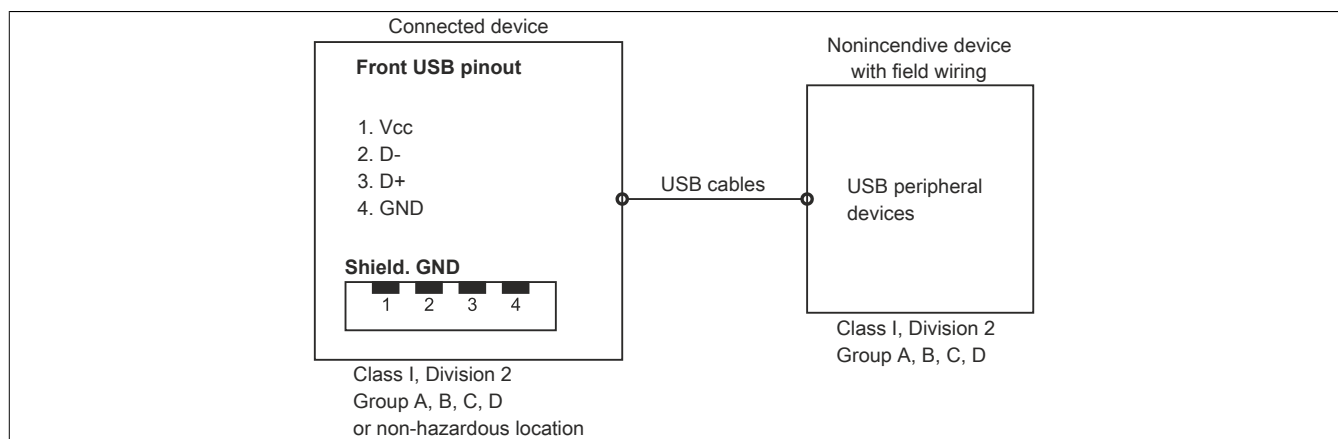 Connected device
Front USB pinout
1. Vcc
2. D-
3. D+
4. GND
Shield. GND
1 2 3 4
Class I, Division 2
Group A, B, C, D
or non-hazardous location
USB cables
Nonincendive device
with field wiring
USB peripheral
devices
Class I, Division 2
Group A, B, C, D